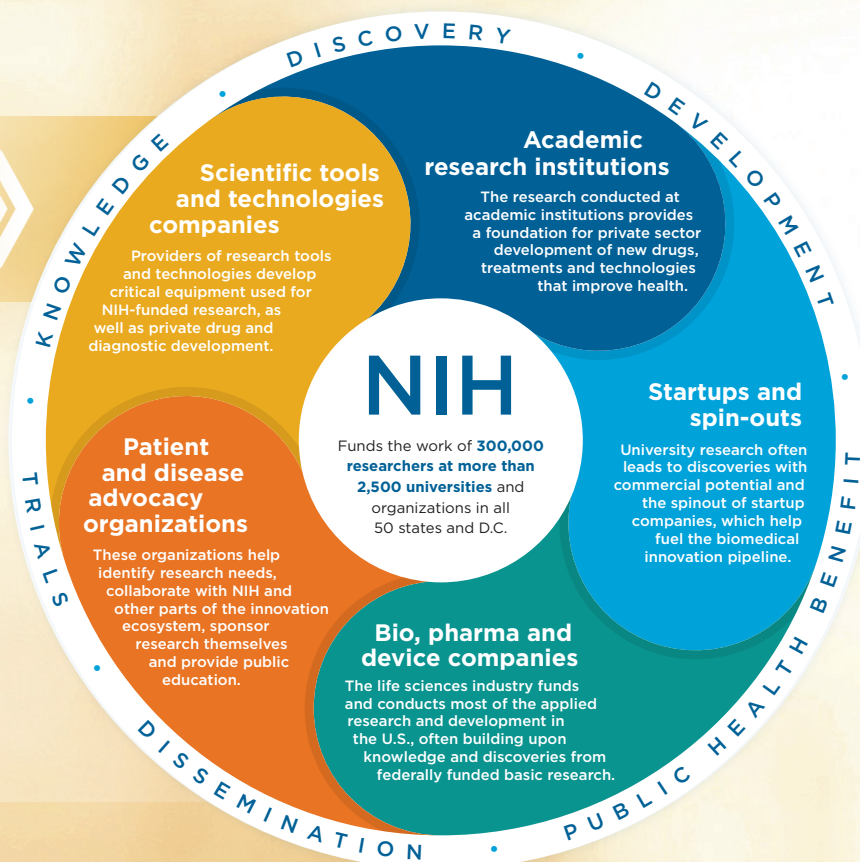 DISCOVERY
DEVELOPMENT
PUBLIC HEALTH BENEFIT
DISSEMINATION
TRIALS
KNOWLEDGE
Academic
research institutions
The research conducted at
academic institutions provides
a foundation for private sector
development of new drugs,
treatments and technologies
that improve health.
Startups and
spin-outs
University research often
leads to discoveries with
commercial potential and
the spinout of startup
companies, which help
fuel the biomedical
innovation pipeline.
Bio, pharma and
device companies
The life sciences industry funds
and conducts most of the applied
research and development in
the U.S., often building upon
knowledge and discoveries from
federally funded basic research.
Patient
and disease
advocacy
organizations
These organizations help
identify research needs,
collaborate with NIH and
other parts of the innovation
ecosystem, sponsor
research themselves
and provide public
education.
Scientific tools
and technologies
companies
Providers of research tools
and technologies develop
critical equipment used for
NIH-funded research, as
well as private drug and
diagnostic development.
NIH
Funds the work of 300,000
researchers at more than
2,500 universities and
organizations in all
50 states and D.C.